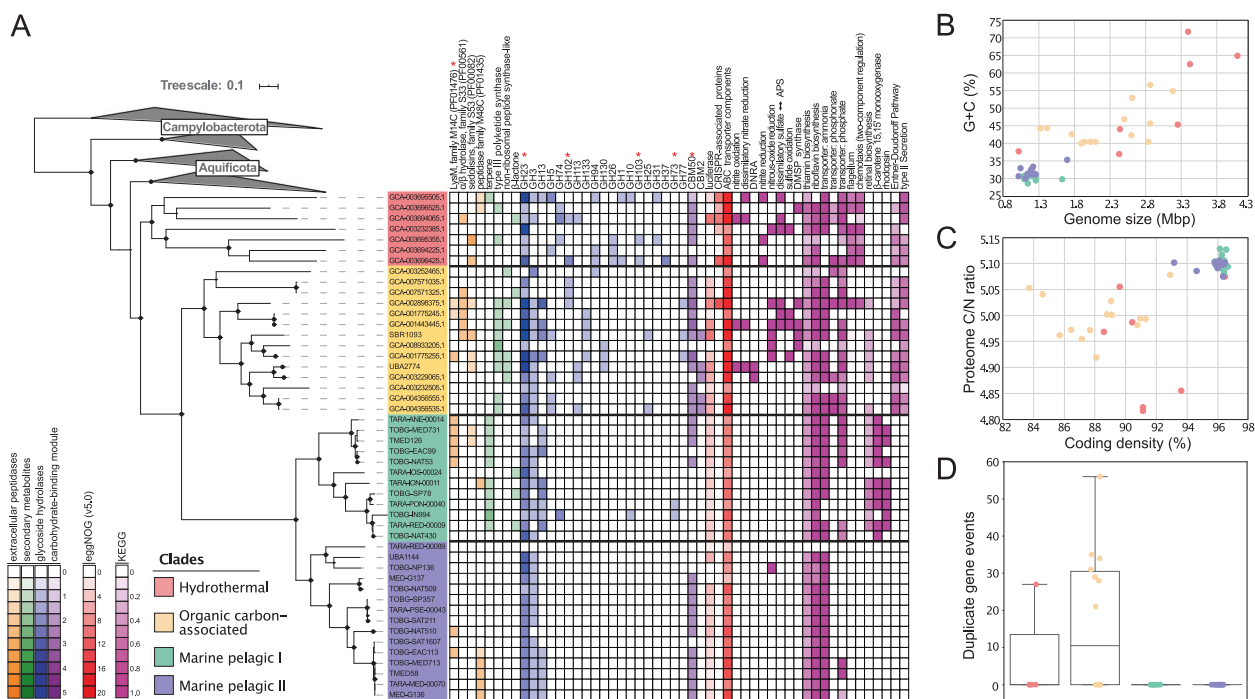 A
Treescale: 0.1
Campylobacterota
Aquificota
LysM, family M14C (PF01476) *
α/β hydrolase, family S33 (PF00561)
sedolisins, family S53 (PF00082)
peptidase family M48C (PF01435)
terpene
type III polyketide synthase
non-ribosomal peptide synthase-like
β-lactone
GH23 *
GH3
GH13
GH5
GH74
GH102 *
GH113
GH133
GH94
GH130
GH26
GH1
GH10
GH103 *
GH25
GH31
GH37
GH73 *
GH77
CBM50 *
CBM2
luciferase
CRISPR-associated proteins
ABC transporter components
nitrite oxidation
dissimilatory nitrate reduction
DNRA
nitrite reduction
nitrous-oxide reduction
dissimilatory sulfate ↔ APS
sulfide oxidation
DMSP synthase
thiamin biosynthesis
riboflavin biosynthesis
transporter: ammonia
transporter: phosphonate
transporter: phosphate
flagellum
chemotaxis (two-component regulation)
retinal biosynthesis
β-carotene 15,15' monooxygenase
rhodopsin
Entner-Duodroff Pathway
type II Secretion
GCA-003695505.1
GCA-003696525.1
GCA-003694065.1
GCA-003232385.1
GCA-003695355.1
GCA-003694225.1
GCA-003696425.1
GCA-003252465.1
GCA-007571035.1
GCA-007571325.1
GCA-002898375.1
GCA-001775245.1
GCA-001443445.1
SBR1093
GCA-008933205.1
GCA-001775255.1
UBA2774
GCA-003229065.1
GCA-003232505.1
GCA-004356555.1
GCA-004356535.1
TARA-ANE-00014
TOBG-MED731
TMED126
TOBG-EAC99
TOBG-NAT53
TARA-IOS-00024
TARA-ION-00011
TOBG-SP78
TARA-PON-00040
TOBG-IN994
TARA-RED-00009
TOBG-NAT430
TARA-RED-00089
UBA1144
TOBG-NP136
MED-G137
TOBG-NAT509
TOBG-SP357
TARA-PSE-00043
TOBG-SAT211
TOBG-NAT510
TOBG-SAT1607
TOBG-EAC113
TOBG-MED713
TMED58
TARA-MED-00070
MED-G136
extracellular peptidases
secondary metabolites
glycoside hydrolases
carbohydrate-binding module
0
1
2
3
4
5
eggNOG (v5.0)
0
4
8
12
16
20
KEGG
0
0.2
0.4
0.6
0.8
1.0
Clades
Hydrothermal
Organic carbon-
associated
Marine pelagic I
Marine pelagic II
B
G+C (%)
75
70
65
60
55
50
45
40
35
30
25
0.8 1.3 1.8 2.3 2.8 3.3 3.8 4.3
Genome size (Mbp)
C
Proteome C/N ratio
5.15
5.10
5.05
5.00
4.95
4.90
4.85
4.80
82 84 86 88 90 92 94 96 98
Coding density (%)
D
Duplicate gene events
60
50
40
30
20
10
0